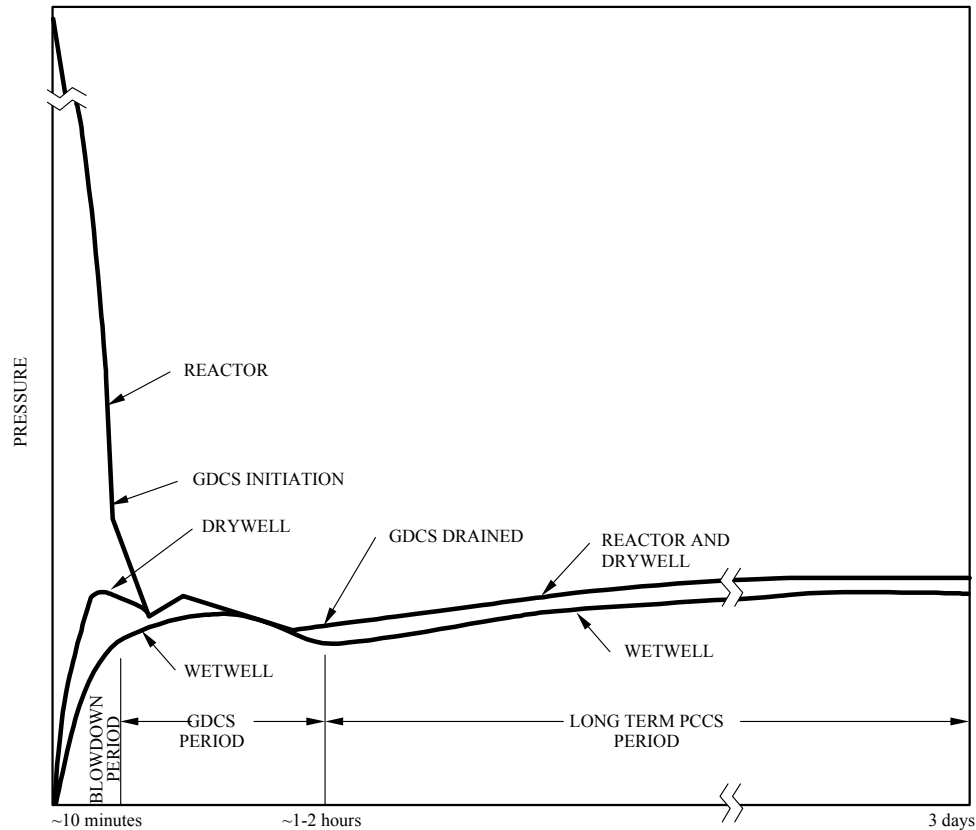 PRESSURE
REACTOR
GDCS INITIATION
DRYWELL
GDCS DRAINED
REACTOR AND
DRYWELL
WETWELL
WETWELL
BLOWDOWN
PERIOD
GDCS
PERIOD
LONG TERM PCCS
PERIOD
~10 minutes
~1-2 hours
3 days